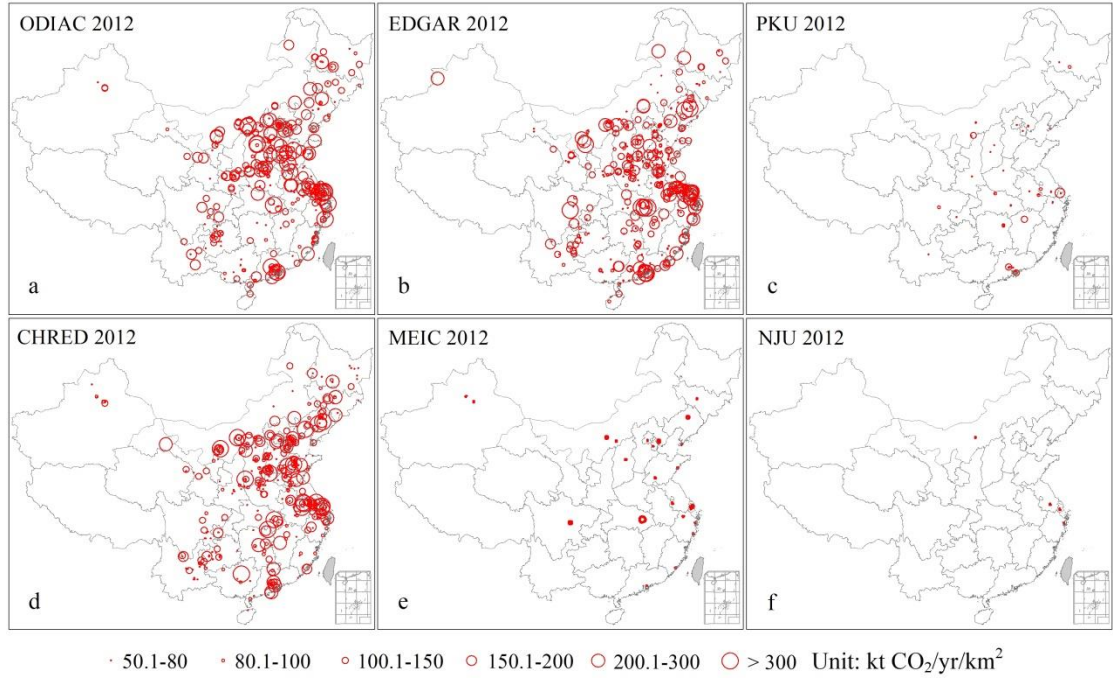 ODIAC 2012
EDGAR 2012
PKU 2012
a
b
c
CHRED 2012
MEIC 2012
NJU 2012
d
e
f
50.1-80 80.1-100 100.1-150 150.1-200 200.1-300 > 300 Unit: kt CO₂/yr/km²